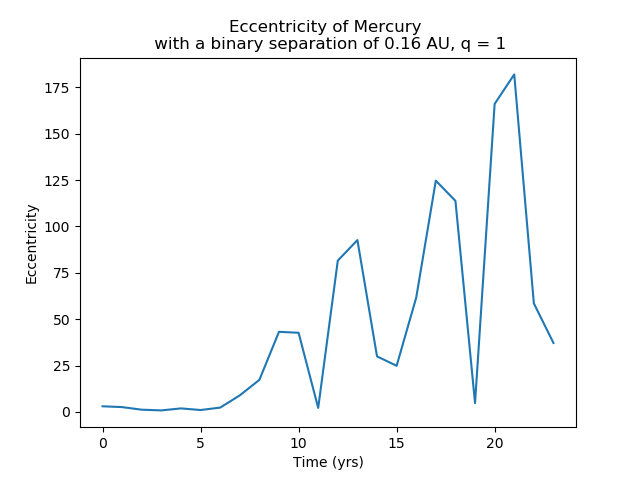 Eccentricity of Mercury
with a binary separation of 0.16 AU, q = 1
175
150
125
100
75
50
25
0
Eccentricity
0 5 10 15 20
Time (yrs)